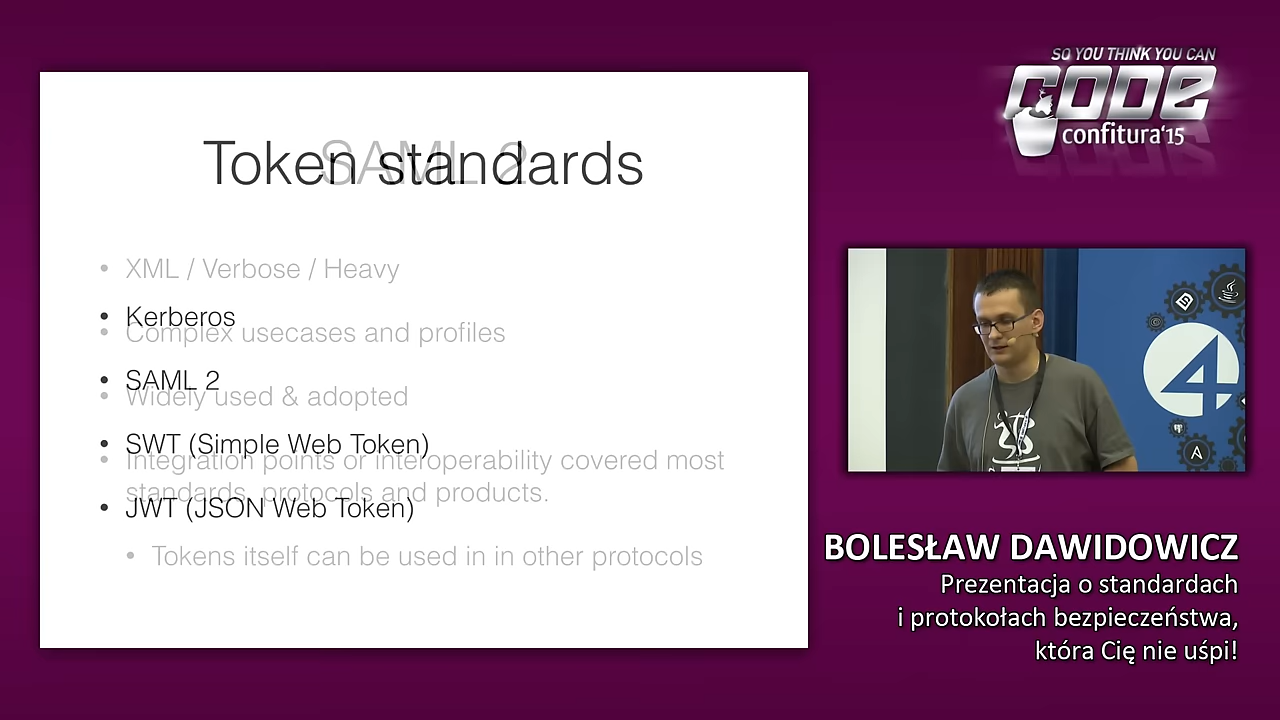 SO YOU THINK YOU CAN
CODE
confitura'15
Token standards
SAML 2
• XML / Verbose / Heavy
• Kerberos
• Complex usecases and profiles
• SAML 2
• Widely used & adopted
• SWT (Simple Web Token)
• Integration points or interoperability covered most
standards, protocols and products.
• JWT (JSON Web Token)
• Tokens itself can be used in in other protocols
4
BOLESŁAW DAWIDOWICZ
Prezentacja o standardach
i protokołach bezpieczeństwa,
która Cię nie uśpi!